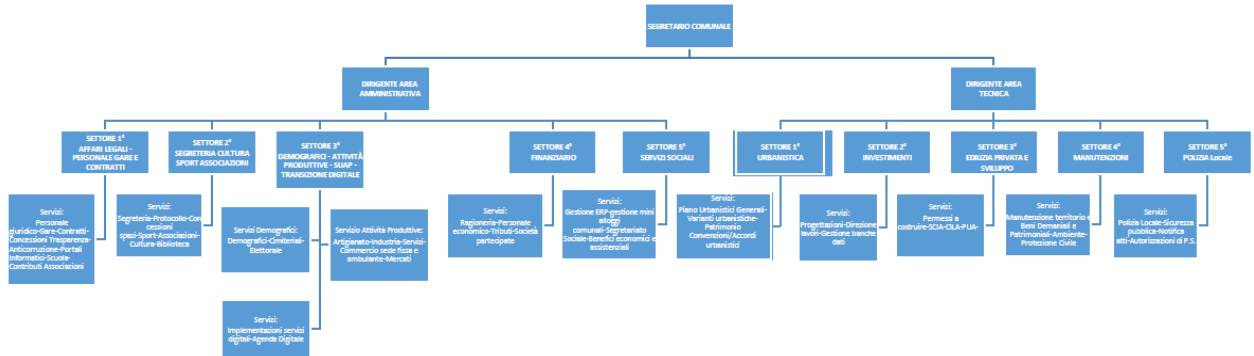 SEGRETARIO COMUNALE
DIRIGENTE AREA
AMMINISTRATIVA
DIRIGENTE AREA
TECNICA
SETTORE 1°
AFFARI LEGALI -
PERSONALE GARE E
CONTRATTI
SETTORE 2°
SEGRETERIA CULTURA
SPORT ASSOCIAZIONI
SETTORE 3°
DEMOGRAFICI - ATTIVITÀ
PRODUTTIVE - SUAP -
TRANSIZIONE DIGITALE
SETTORE 4°
FINANZIARIO
SETTORE 5°
SERVIZI SOCIALI
SETTORE 1°
URBANISTICA
SETTORE 2°
INVESTIMENTI
SETTORE 3°
EDILIZIA PRIVATA E
SVILUPPO
SETTORE 4°
MANUTENZIONI
SETTORE 5°
POLIZIA Locale
Servizi:
Personale
giuridico-Gare-Contratti-
Concessioni Trasparenza-
Anticorruzione-Portali
Informatici-Scuola-
Contributi Associazioni
Servizi:
Segreteria-Protocollo-Con
cessioni
spazi-Sport-Associazioni-
Cultura-Biblioteca
Servizi Demografici:
Demografici-Cimiteriali-
Elettorale
Servizio Attività Produttive:
Artigianato-Industria-Servizi-
Commercio sede fissa e
ambulante-Mercati
Servizi:
Implementazioni servizi
digitali-Agenda Digitale
Servizi:
Ragioneria-Personale
economico-Tributi-Società
partecipate
Servizi:
Gestione ERP-gestione mini
alloggi
comunali-Segretariato
Sociale-Benefici economici e
assistenziali
Servizi:
Piano Urbanistici Generali-
Varianti urbanistiche-
Patrimonio
Convenzioni/Accordi
urbanistici
Servizi:
Progettazioni-Direzione
lavori-Gestione banche
dati
Servizi:
Permessi a
costruire-SCIA-CILA-PUA-
Servizi:
Manutenzione territorio e
Beni Demaniali e
Patrimoniali-Ambiente-
Protezione Civile
Servizi:
Polizia Locale-Sicurezza
pubblica-Notifica
atti-Autorizzazioni di P.S.